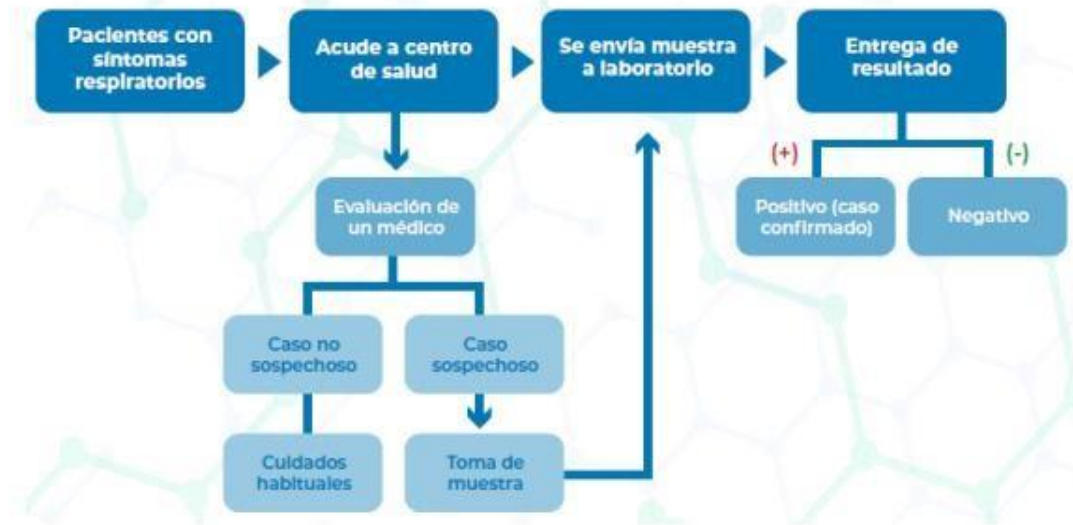 Pacientes con
síntomas
respiratorios
Acude a centro
de salud
Se envía muestra
a laboratorio
Entrega de
resultado
(+)
(-)
Evaluación de
un médico
Positivo (caso
confirmado)
Negativo
Caso no
sospechoso
Caso
sospechoso
Cuidados
habituales
Toma de
muestra